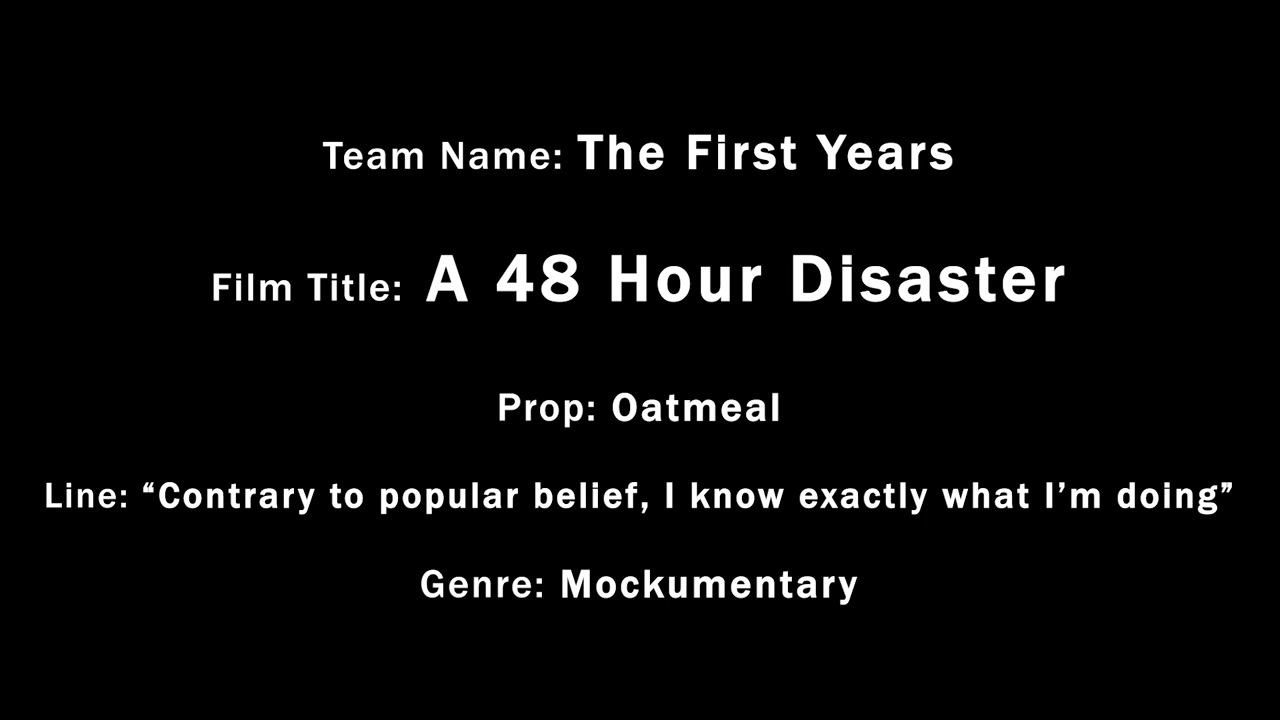 Team Name: The First Years
Film Title: A 48 Hour Disaster
Prop: Oatmeal
Line: “Contrary to popular belief, I know exactly what I’m doing”
Genre: Mockumentary